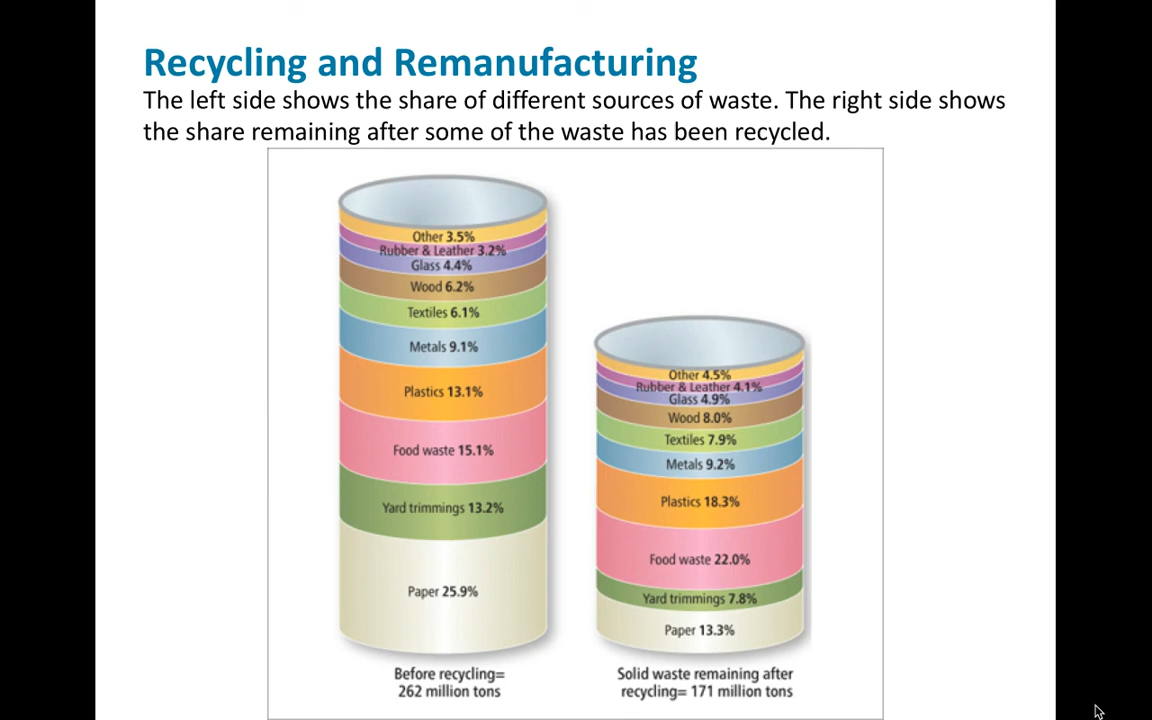 Recycling and Remanufacturing
The left side shows the share of different sources of waste. The right side shows
the share remaining after some of the waste has been recycled.
Other 3.5%
Rubber & Leather 3.2%
Glass 4.4%
Wood 6.2%
Textiles 6.1%
Metals 9.1%
Plastics 13.1%
Food waste 15.1%
Yard trimmings 13.2%
Paper 25.9%
Before recycling=
262 million tons
Other 4.5%
Rubber & Leather 4.1%
Glass 4.9%
Wood 8.0%
Textiles 7.9%
Metals 9.2%
Plastics 18.3%
Food waste 22.0%
Yard trimmings 7.8%
Paper 13.3%
Solid waste remaining after
recycling= 171 million tons